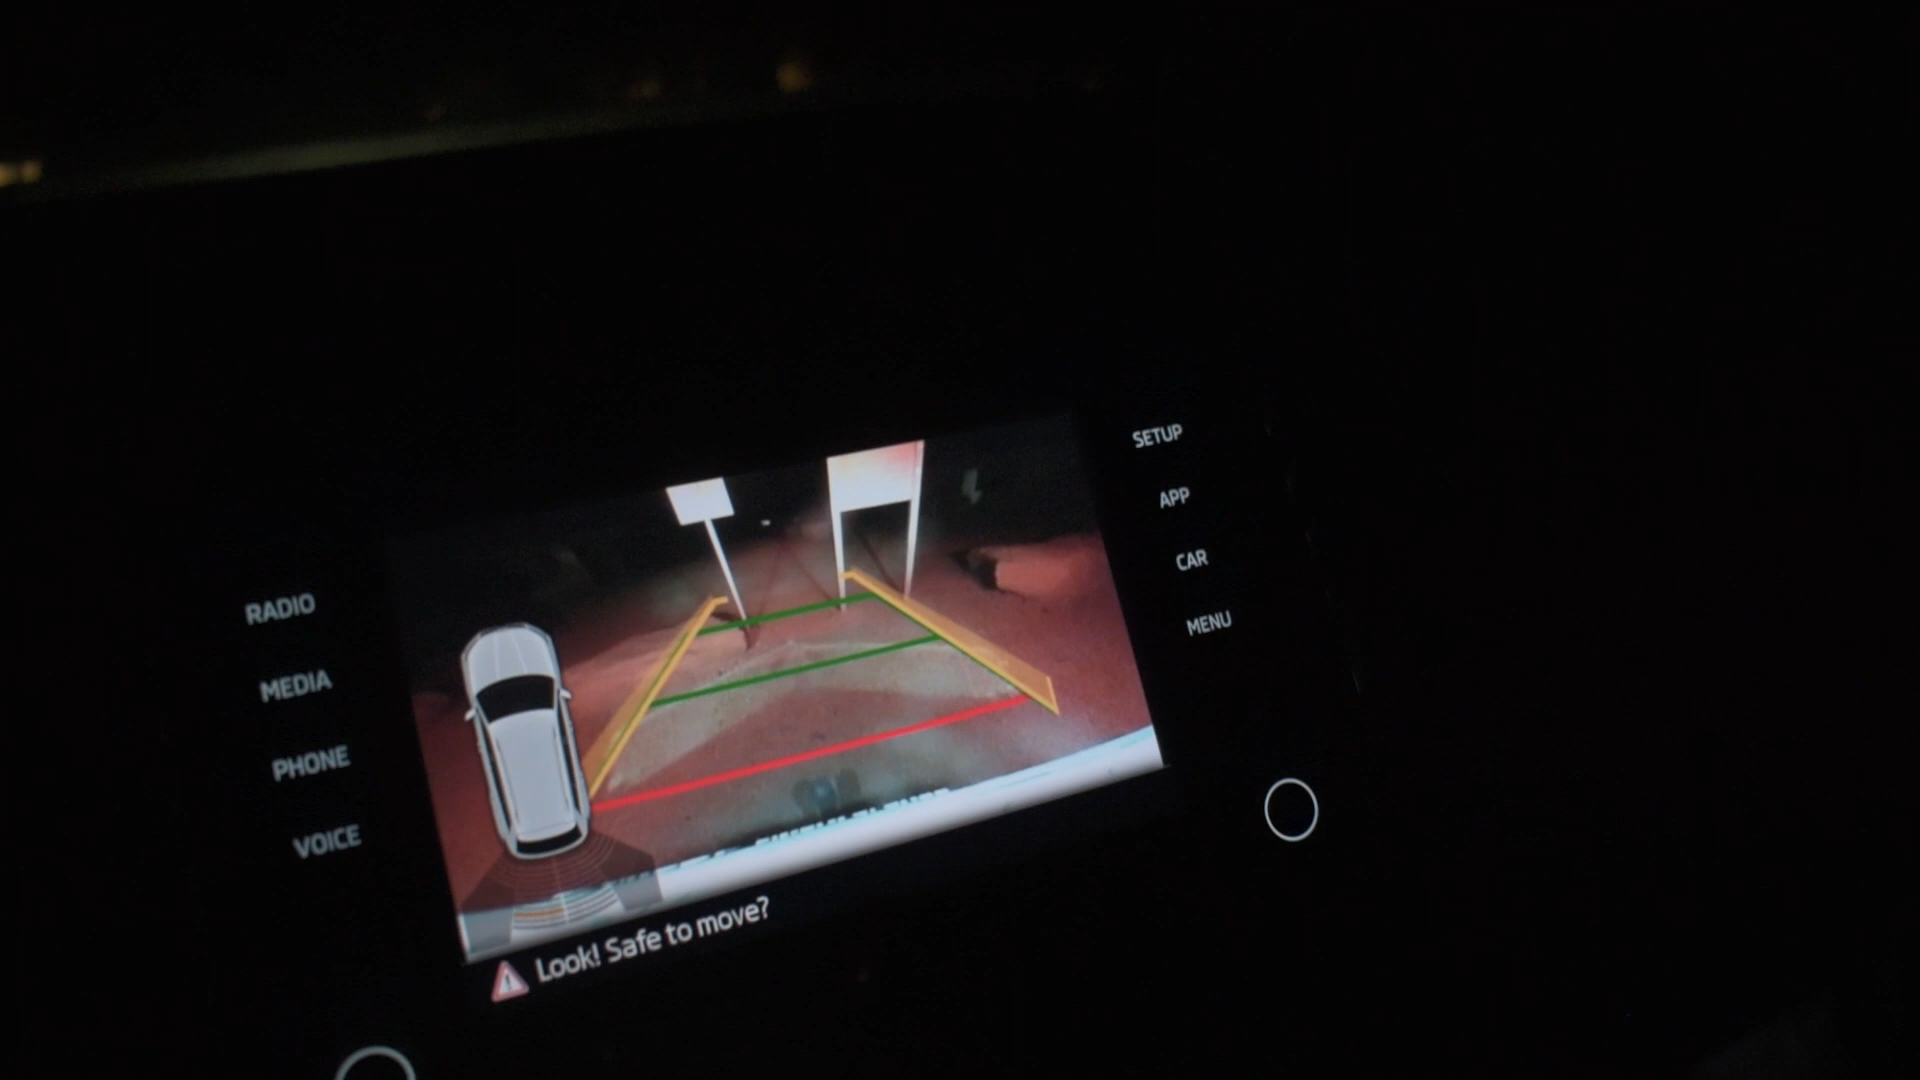 RADIO
MEDIA
PHONE
VOICE
SETUP
APP
CAR
MENU
Look! Safe to move?